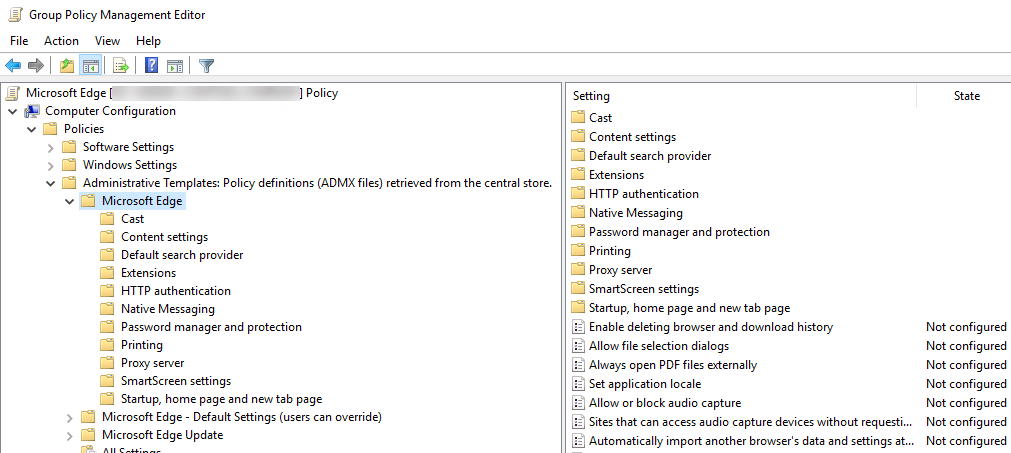 Group Policy Management Editor
File Action View Help
Microsoft Edge [ ] Policy
Computer Configuration
Policies
Software Settings
Windows Settings
Administrative Templates: Policy definitions (ADMX files) retrieved from the central store.
Microsoft Edge
Cast
Content settings
Default search provider
Extensions
HTTP authentication
Native Messaging
Password manager and protection
Printing
Proxy server
SmartScreen settings
Startup, home page and new tab page
Microsoft Edge - Default Settings (users can override)
Microsoft Edge Update
All Settings
Setting State
Cast
Content settings
Default search provider
Extensions
HTTP authentication
Native Messaging
Password manager and protection
Printing
Proxy server
SmartScreen settings
Startup, home page and new tab page
Enable deleting browser and download history Not configured
Allow file selection dialogs Not configured
Always open PDF files externally Not configured
Set application locale Not configured
Allow or block audio capture Not configured
Sites that can access audio capture devices without requesti... Not configured
Automatically import another browser's data and settings at... Not configured